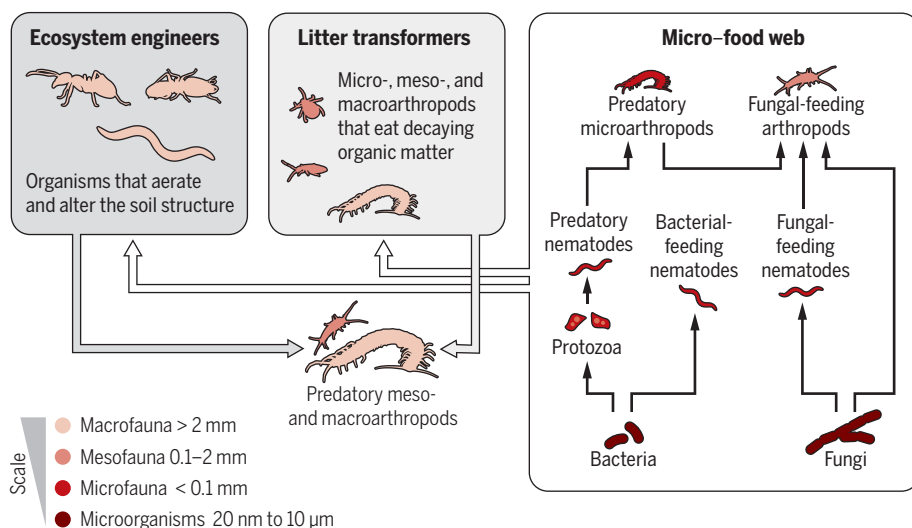 Ecosystem engineers
Organisms that aerate
and alter the soil structure
Litter transformers
Micro-, meso-, and
macroarthropods
that eat decaying
organic matter
Micro–food web
Predatory
microarthropods
Fungal-feeding
arthropods
Predatory
nematodes
Bacterial-
feeding
nematodes
Fungal-
feeding
nematodes
Protozoa
Bacteria
Fungi
Predatory meso-
and macroarthropods
Scale
Macrofauna > 2 mm
Mesofauna 0.1–2 mm
Microfauna < 0.1 mm
Microorganisms 20 nm to 10 µm